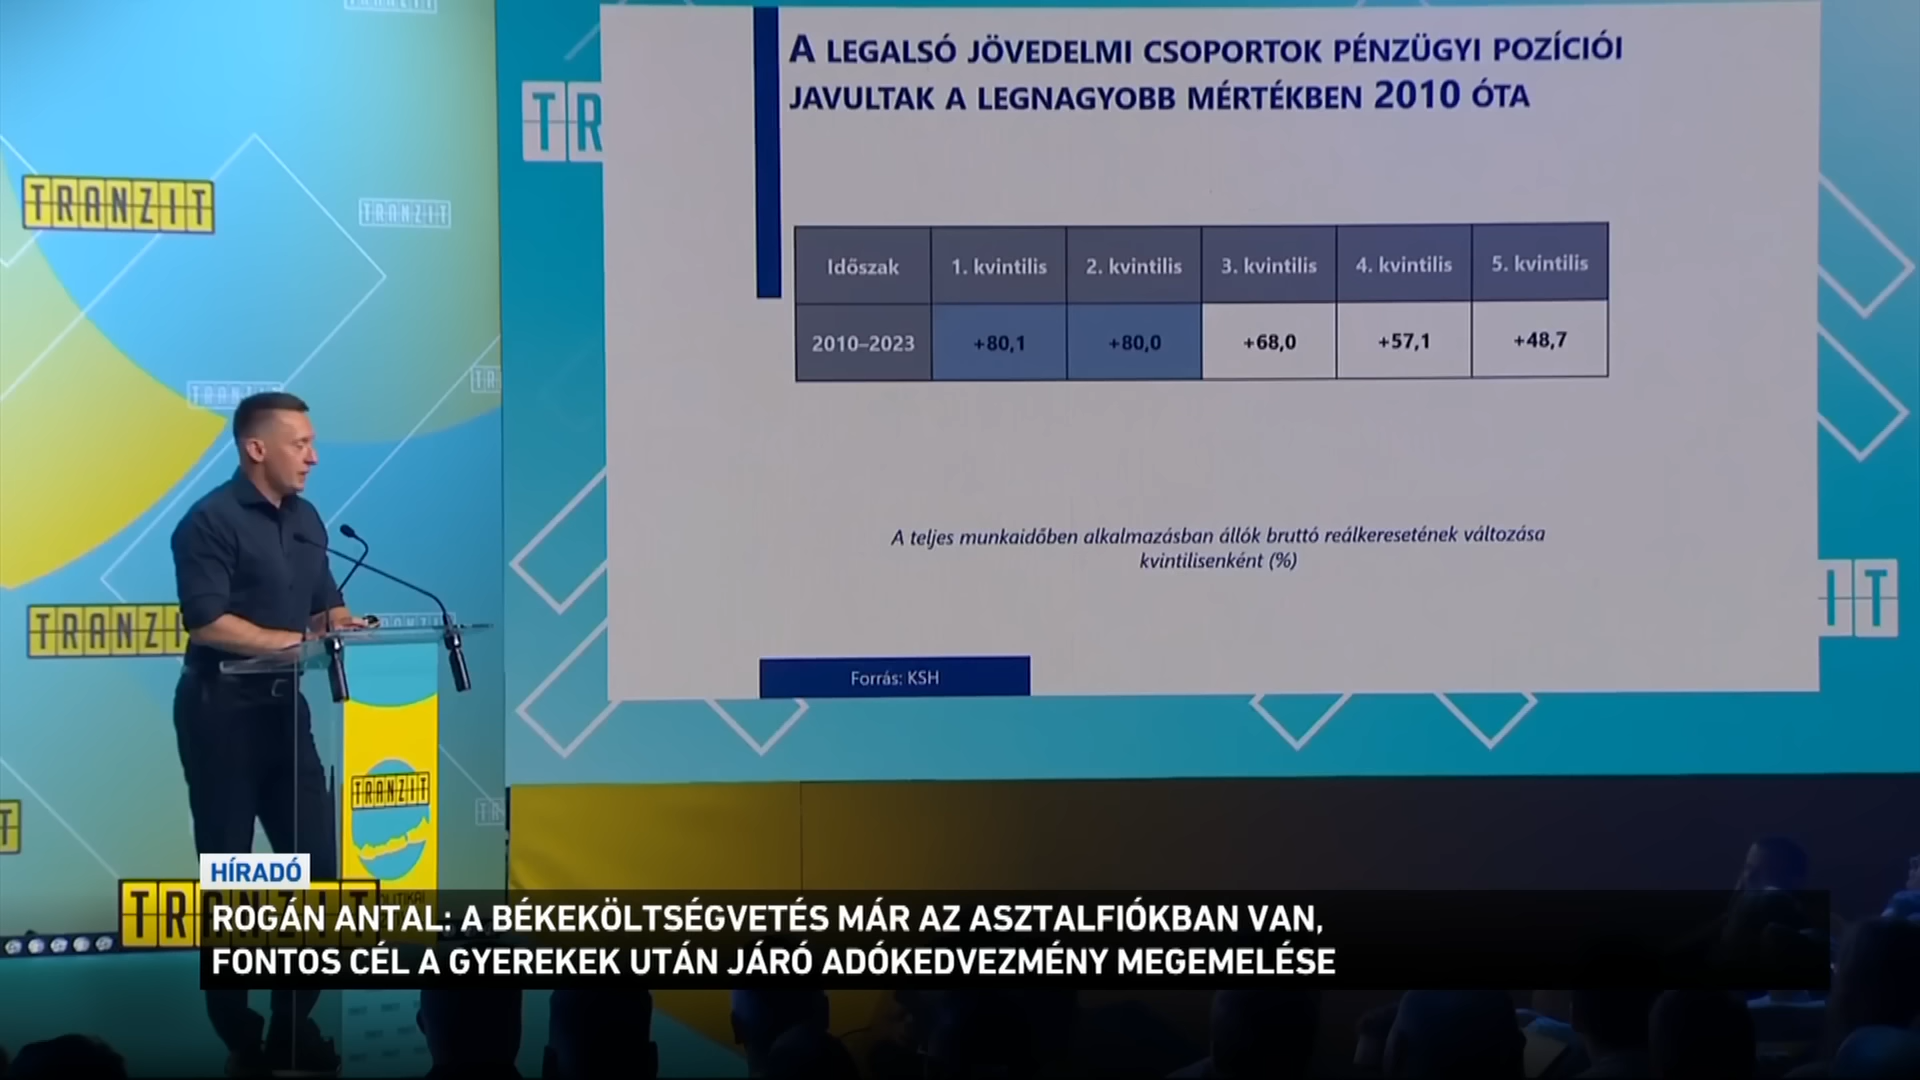 A LEGALSÓ JÖVEDELMI CSOPORTOK PÉNZÜGYI POZÍCIÓI
JAVULTAK A LEGNAGYOBB MÉRTÉKBEN 2010 ÓTA
TR
TRANZIT
TRANZIT
Időszak 1. kvintilis 2. kvintilis 3. kvintilis 4. kvintilis 5. kvintilis
2010–2023 +80,1 +80,0 +68,0 +57,1 +48,7
A teljes munkaidőben alkalmazásban állók bruttó reálkeresetének változása
kvintilisenként (%)
IT
TRANZI
Forrás: KSH
TRANZIT
HÍRADÓ
ROGÁN ANTAL: A BÉKEKÖLTSÉGVETÉS MÁR AZ ASZTALFIÓKBAN VAN,
FONTOS CÉL A GYEREKEK UTÁN JÁRÓ ADÓKEDVEZMÉNY MEGEMELÉSE